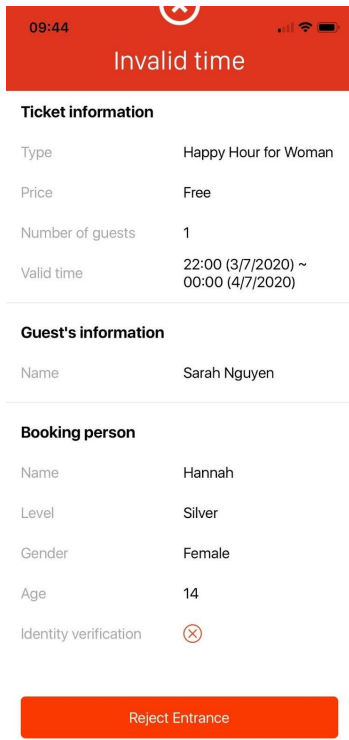 09:44
Invalid time
Ticket information
Type Happy Hour for Woman
Price Free
Number of guests 1
Valid time 22:00 (3/7/2020) ~
00:00 (4/7/2020)
Guest's information
Name Sarah Nguyen
Booking person
Name Hannah
Level Silver
Gender Female
Age 14
Identity verification
Reject Entrance